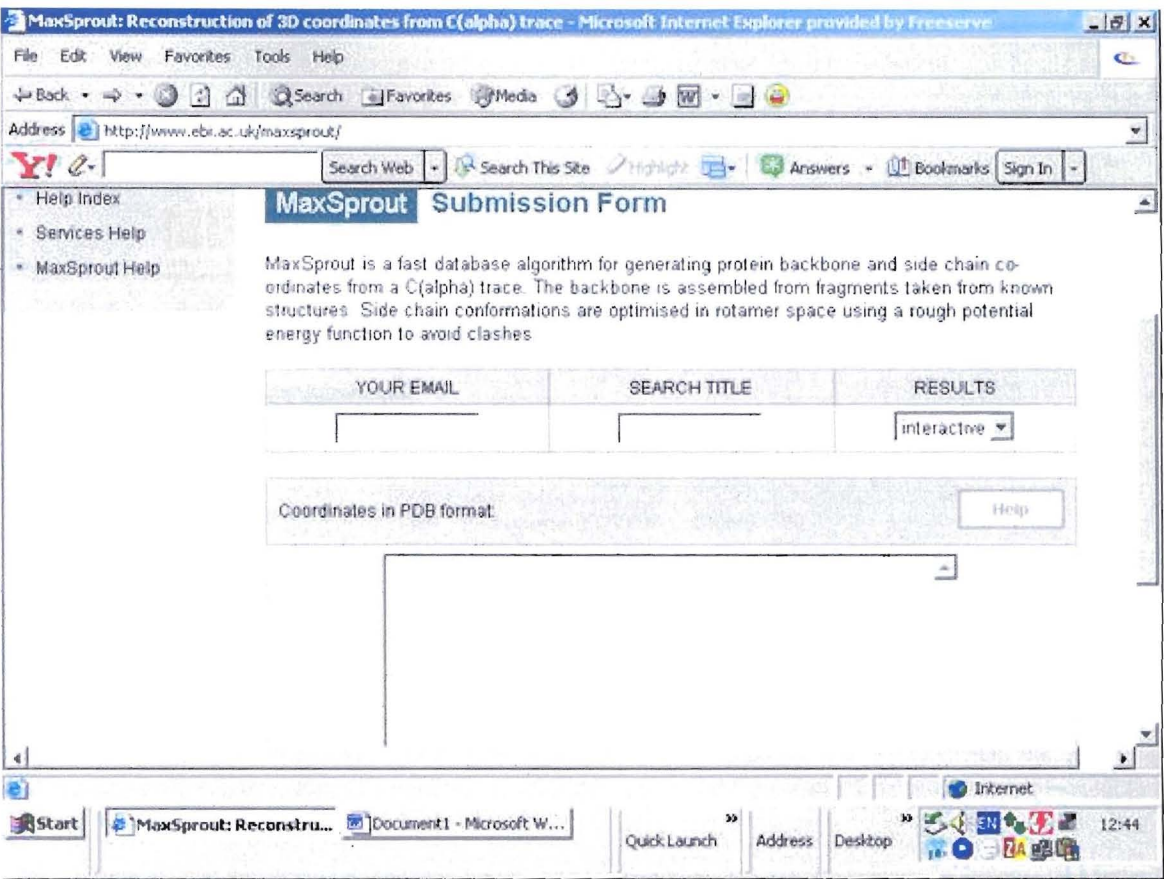 MaxSprout: Reconstruction of 3D coordinates from C(alpha) trace - Microsoft Internet Explorer provided by Freeserve
File Edit View Favorites Tools Help
Back Search Favorites Media
Address http://www.ebi.ac.uk/maxsprout/
Y! Search Web Search This Site Highlight Answers Bookmarks Sign In
Help Index
Services Help
MaxSprout Help
MaxSprout Submission Form
MaxSprout is a fast database algorithm for generating protein backbone and side chain co-
ordinates from a C(alpha) trace. The backbone is assembled from fragments taken from known
structures. Side chain conformations are optimised in rotamer space using a rough potential
energy function to avoid clashes
YOUR EMAIL SEARCH TITLE RESULTS
interactive
Coordinates in PDB format:
Help
Internet
Start MaxSprout: Reconstru... Document1 - Microsoft W... Quick Launch » Address Desktop » EN 12:44